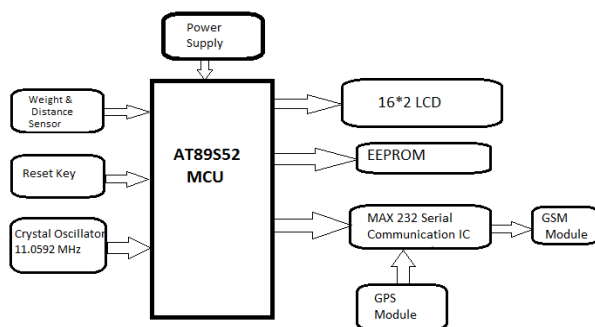 Power
Supply
Weight &
Distance
Sensor
Reset Key
Crystal Oscillator
11.0592 MHz
AT89S52
MCU
16*2 LCD
EEPROM
MAX 232 Serial
Communication IC
GSM
Module
GPS
Module